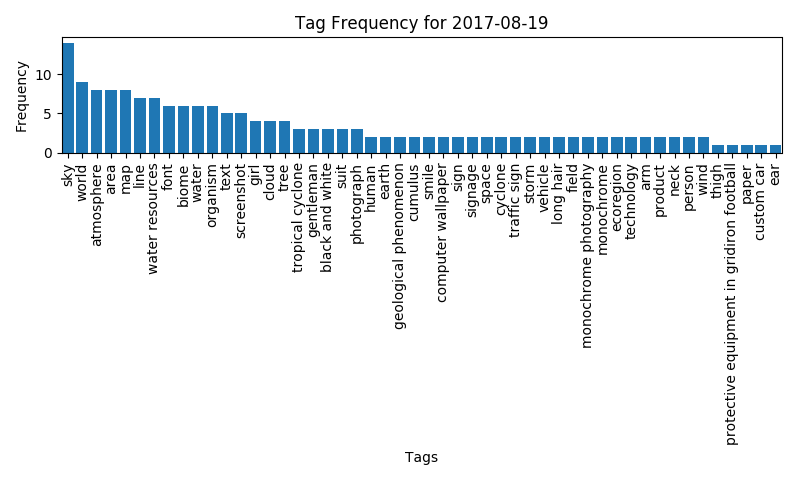 Tag Frequency for 2017-08-19
Frequency
10
5
0
sky
world
atmosphere
area
map
line
water resources
font
biome
water
organism
text
screenshot
girl
cloud
tree
tropical cyclone
gentleman
black and white
suit
photograph
human
earth
geological phenomenon
cumulus
smile
computer wallpaper
sign
signage
space
cyclone
traffic sign
storm
vehicle
long hair
field
monochrome photography
monochrome
ecoregion
technology
arm
product
neck
person
wind
thigh
protective equipment in gridiron football
paper
custom car
ear
Tags